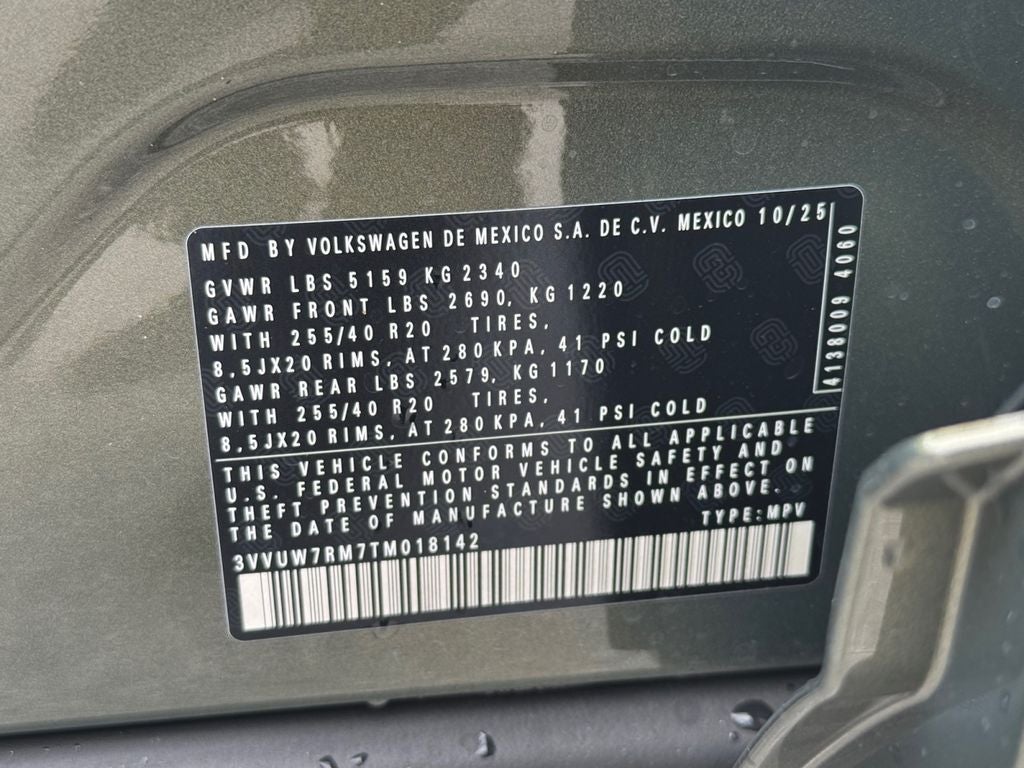 MFD BY VOLKSWAGEN DE MEXICO S.A. DE C.V. MEXICO 10/25
GVWR LBS 5159 KG 2340
GAWR FRONT LBS 2690, KG 1220
WITH 255/40 R20 TIRES,
8,5JX20 RIMS, AT 280 KPA, 41 PSI COLD
GAWR REAR LBS 2579, KG 1170
WITH 255/40 R20 TIRES,
8,5JX20 RIMS, AT 280 KPA, 41 PSI COLD
4138009 4060
THIS VEHICLE CONFORMS TO ALL APPLICABLE
U.S. FEDERAL MOTOR VEHICLE SAFETY AND
THEFT PREVENTION STANDARDS IN EFFECT ON
THE DATE OF MANUFACTURE SHOWN ABOVE.
TYPE: MPV
3VVUW7RM7TM018142